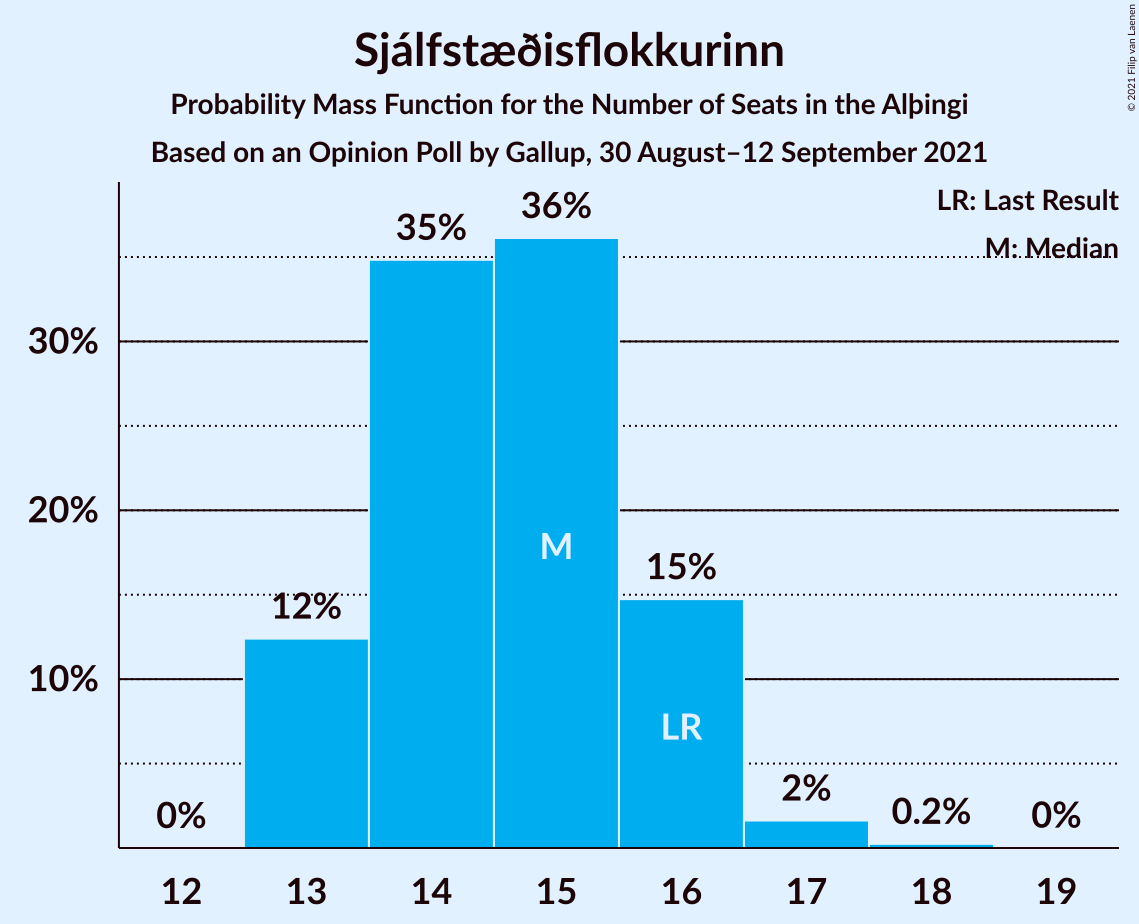 Sjálfstæðisflokkurinn
Probability Mass Function for the Number of Seats in the Alþingi
Based on an Opinion Poll by Gallup, 30 August–12 September 2021
© 2021 Filip van Laenen
LR: Last Result
M: Median
36%
35%
30%
20%
15%
12%
10%
M
LR
0%
2%
0.2%
0%
12
13
14
15
16
17
18
19